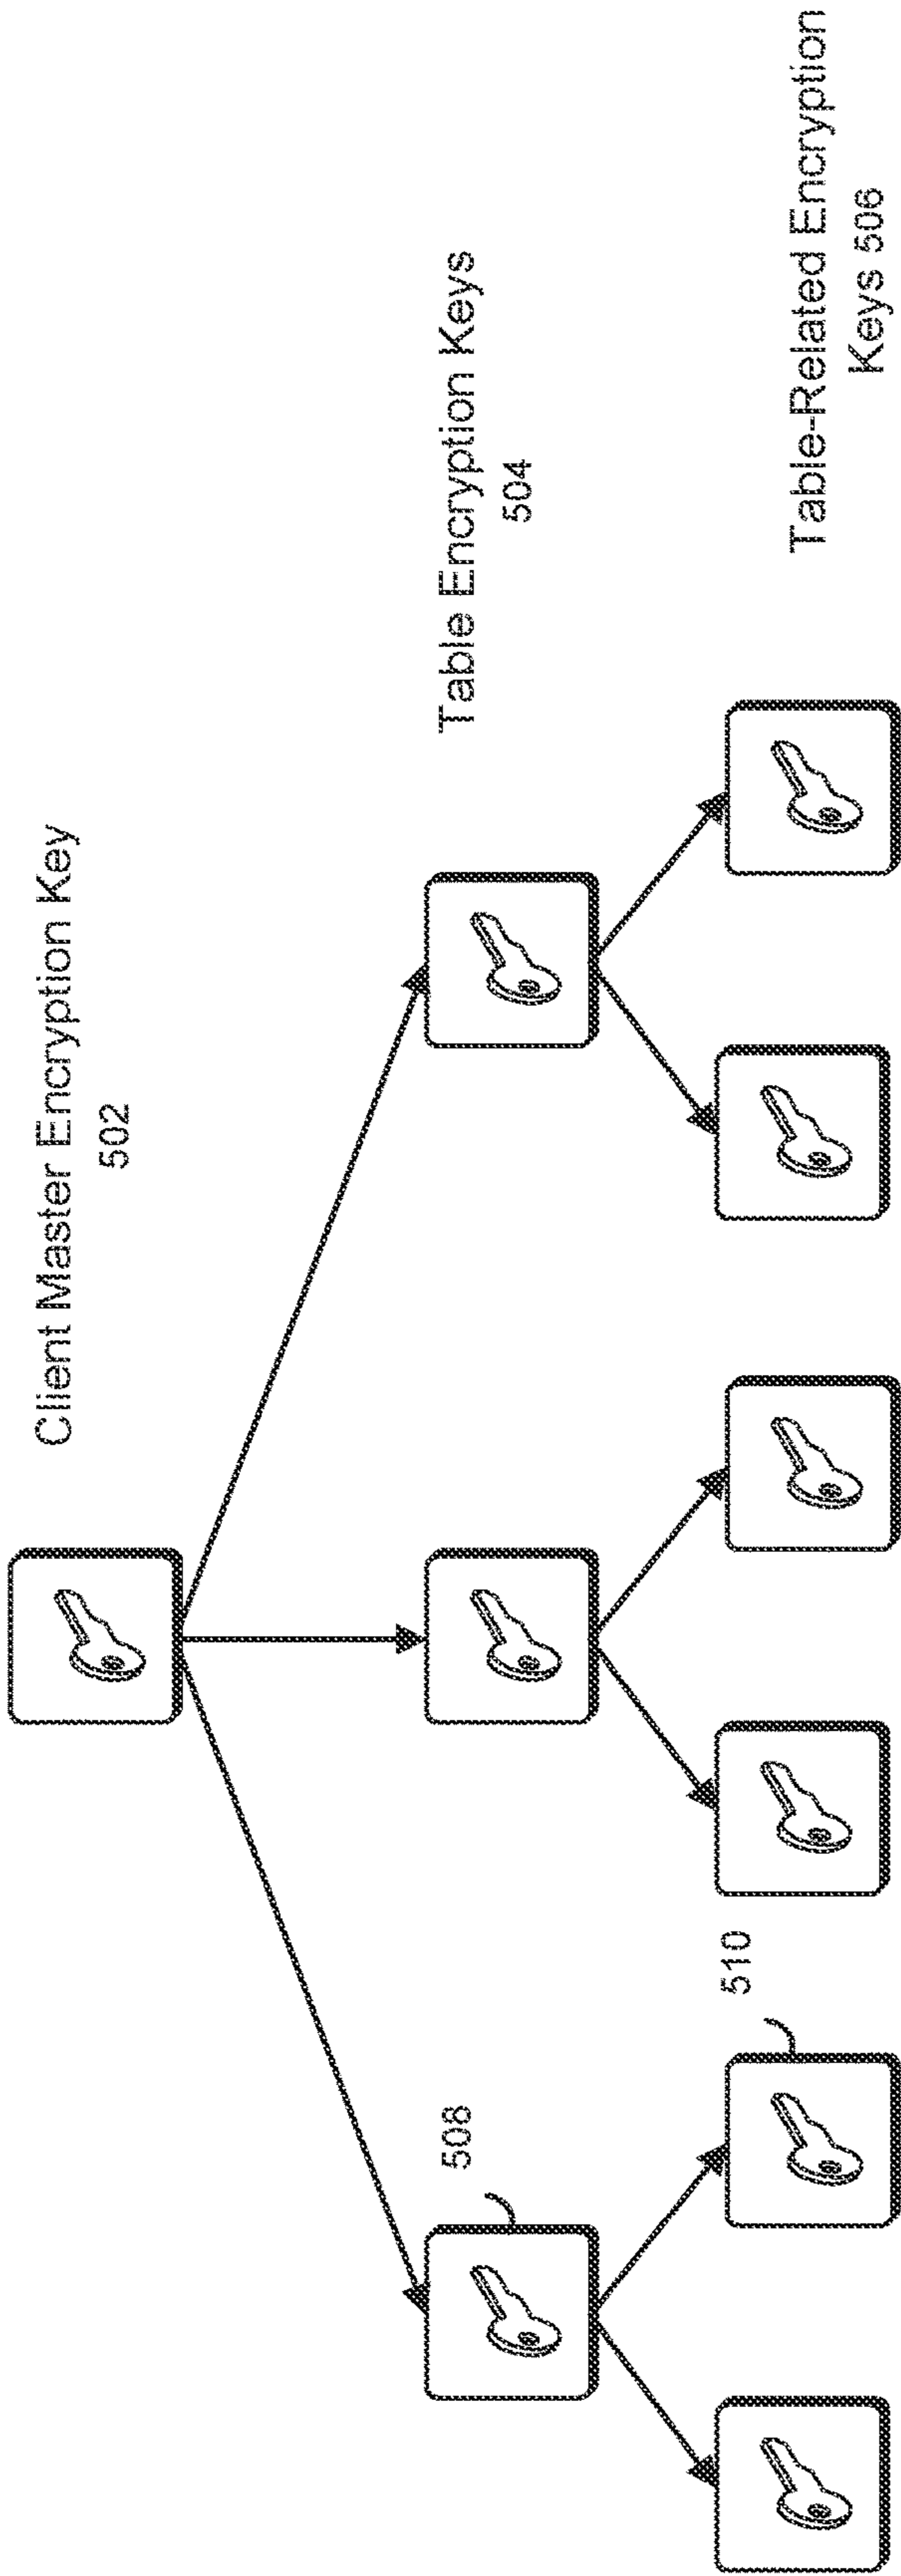 Client Master Encryption Key
502
Table Encryption Keys
504
508
Table-Related Encryption
Keys 506
510